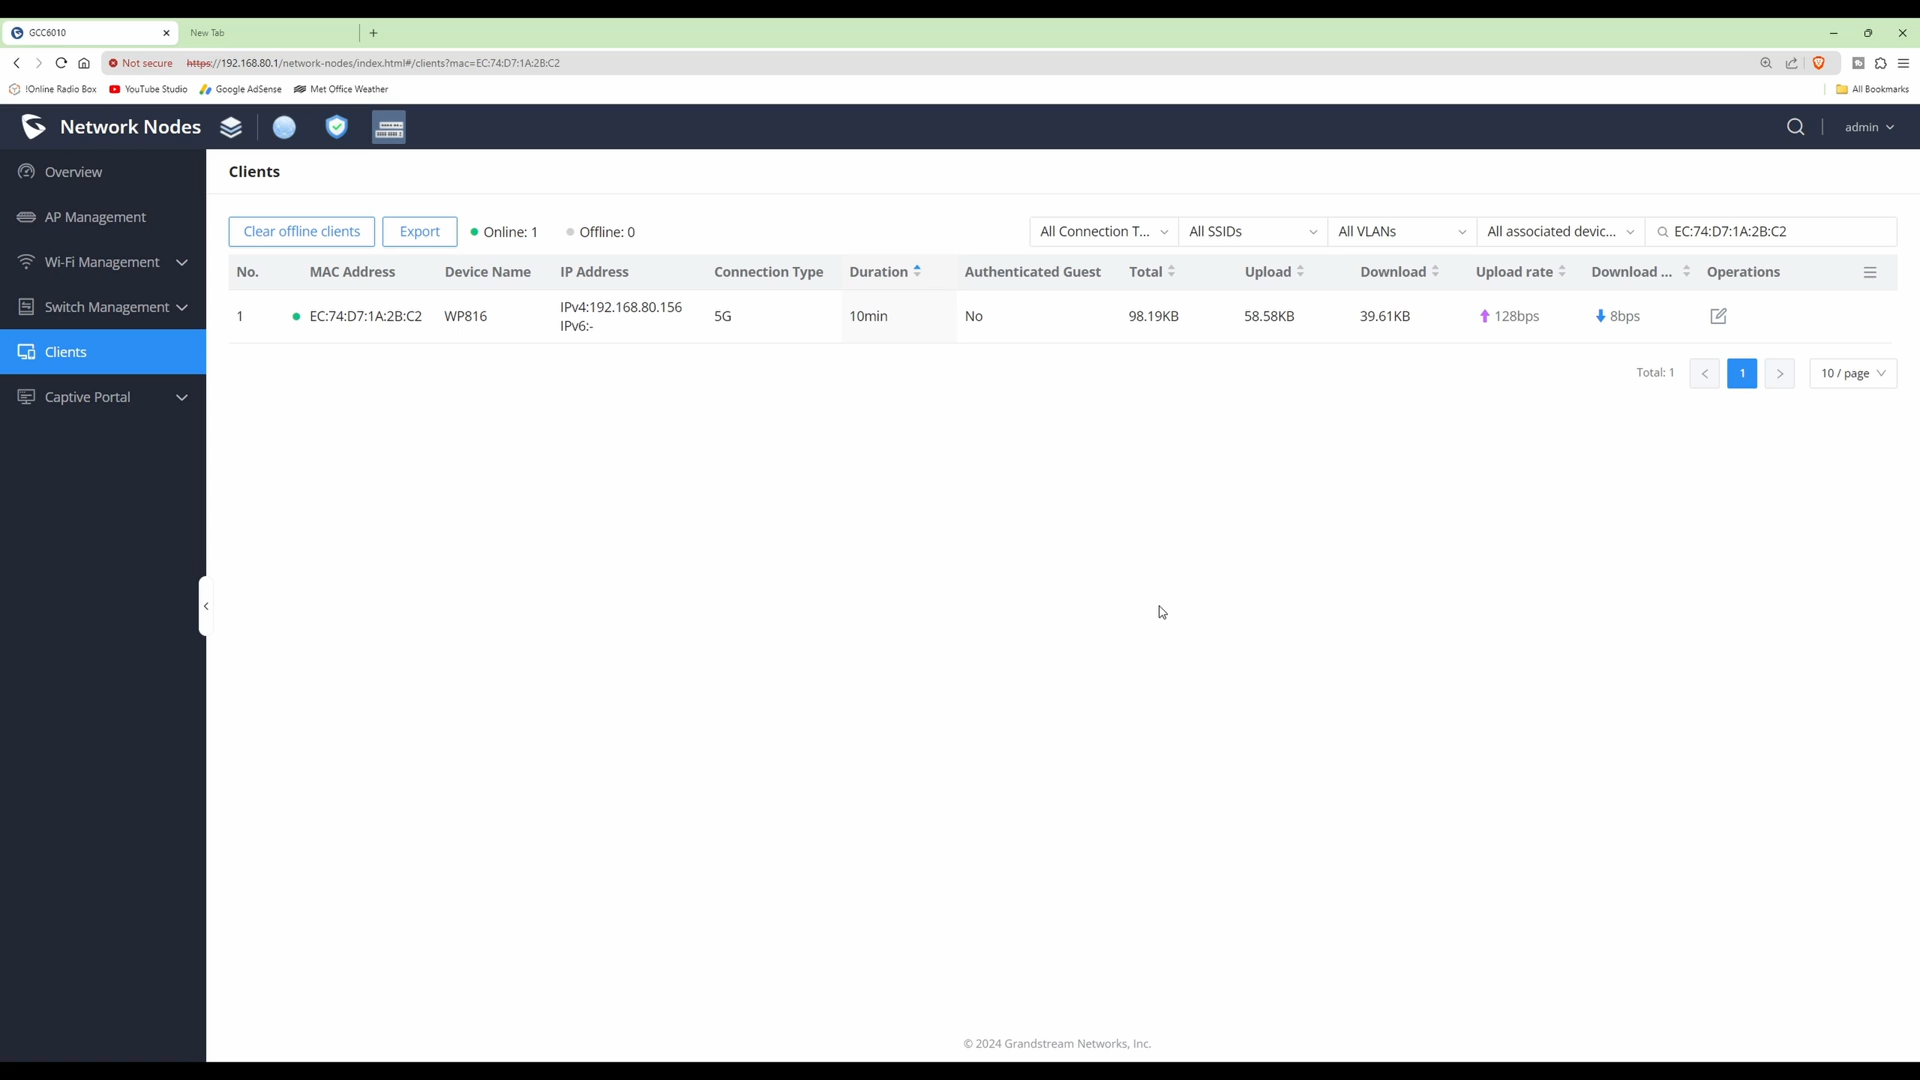 GCC6010
New Tab
Not secure https://192.168.80.1/network-nodes/index.html#/clients?mac=EC:74:D7:1A:2B:C2
!Online Radio Box YouTube Studio Google AdSense Met Office Weather All Bookmarks
Network Nodes admin
Overview
AP Management
Wi-Fi Management
Switch Management
Clients
Captive Portal
Clients
Clear offline clients Export Online: 1 Offline: 0 All Connection T... All SSIDs All VLANs All associated devic... EC:74:D7:1A:2B:C2
No. MAC Address Device Name IP Address Connection Type Duration Authenticated Guest Total Upload Download Upload rate Download ... Operations
1 EC:74:D7:1A:2B:C2 WP816 IPv4:192.168.80.156 5G 10min No 98.19KB 58.58KB 39.61KB 128bps 8bps
IPv6:-
Total: 1 < 1 > 10 / page
© 2024 Grandstream Networks, Inc.